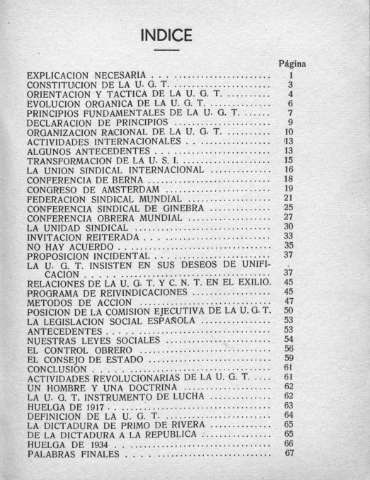 INDICE
Página
EXPLICACION NECESARIA . . . ...................... 1
CONSTITUCION DE LA U. G. T. ...................... 3
ORIENTACION Y TACTICA DE LA U. G. T. ........... 4
EVOLUCION ORGANICA DE LA U. G. T. .............. 6
PRINCIPIOS FUNDAMENTALES DE LA U. G. T. ...... 7
DECLARACION DE PRINCIPIOS ...................... 9
ORGANIZACION RACIONAL DE LA U. G. T. .......... 10
ACTIVIDADES INTERNACIONALES . . ................ 13
ALGUNOS ANTECEDENTES . . ........................ 13
TRANSFORMACION DE LA U. S. I. .................... 15
LA UNION SINDICAL INTERNACIONAL .............. 16
CONFERENCIA DE BERNA ........................... 18
CONGRESO DE AMSTERDAM ......................... 19
FEDERACION SINDICAL MUNDIAL ................... 21
CONFERENCIA SINDICAL DE GINEBRA .............. 25
CONFERENCIA OBRERA MUNDIAL ................... 27
LA UNIDAD SINDICAL ............................. 30
INVITACION REITERADA . . . ........................ 33
NO HAY ACUERDO . . . ............................. 35
PROPOSICION INCIDENTAL . . ....................... 37
LA U. G. T. INSISTEN EN SUS DESEOS DE UNIFI-
CACION . . . ...................................... 37
RELACIONES DE LA U. G. T. Y C. N. T. EN EL EXILIO. 45
PROGRAMA DE REIVINDICACIONES ................. 45
METODOS DE ACCION ............................. 47
POSICION DE LA COMISION EJECUTIVA DE LA U. G. T. 50
LA LEGISLACION SOCIAL ESPAÑOLA ............... 53
ANTECEDENTES . . . ............................... 53
NUESTRAS LEYES SOCIALES ....................... 54
EL CONTROL OBRERO ............................. 56
EL CONSEJO DE ESTADO . . ......................... 59
CONCLUSIÓN . . . ................................. 61
ACTIVIDADES REVOLUCIONARIAS DE LA U. G. T. .... 61
UN HOMBRE Y UNA DOCTRINA ..................... 62
LA U. G. T. INSTRUMENTO DE LUCHA .............. 62
HUELGA DE 1917 . . ............................... 63
DEFINICION DE LA U. G. T. ........................ 64
LA DICTADURA DE PRIMO DE RIVERA ............. 65
DE LA DICTADURA A LA REPUBLICA ............... 65
HUELGA DE 1934 . . . .............................. 66
PALABRAS FINALES . . . ........................... 67